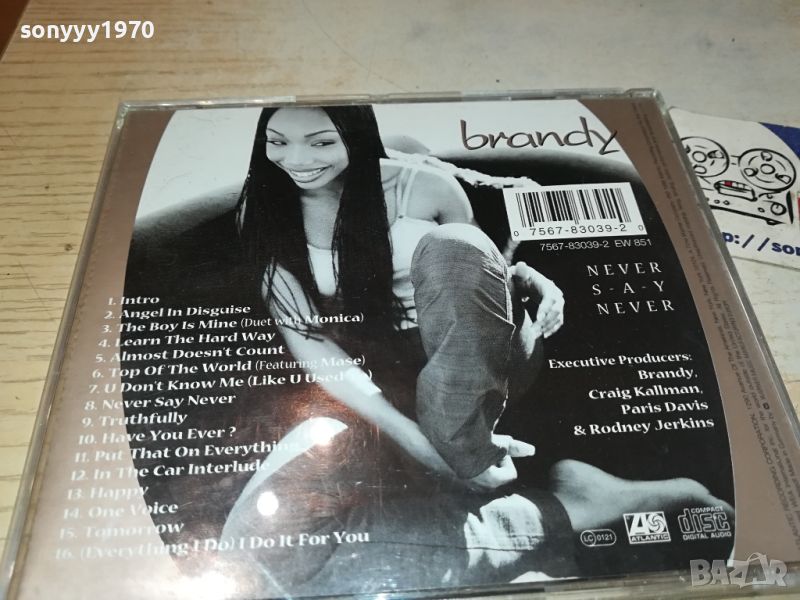 sonyyy1970
brandy
0 7567-83039-2 0
7567-83039-2 EW 851
NEVER
S-A-Y
NEVER
1. Intro
2. Angel In Disguise
3. The Boy Is Mine (Duet with Monica)
4. Learn The Hard Way
5. Almost Doesn't Count
6. Top Of The World (Featuring Mase)
7. U Don't Know Me (Like U Used
8. Never Say Never
9. Truthfully
10. Have You Ever?
11. Put That On Everything
12. In The Car Interlude
13. Happy
14. One Voice
15. Tomorrow
16. (Everything I Do) I Do It For You
Executive Producers:
Brandy,
Craig Kallman,
Paris Davis
& Rodney Jerkins
LC 0121
ATLANTIC
COMPACT
disc
DIGITAL AUDIO
p://son
BAZAR